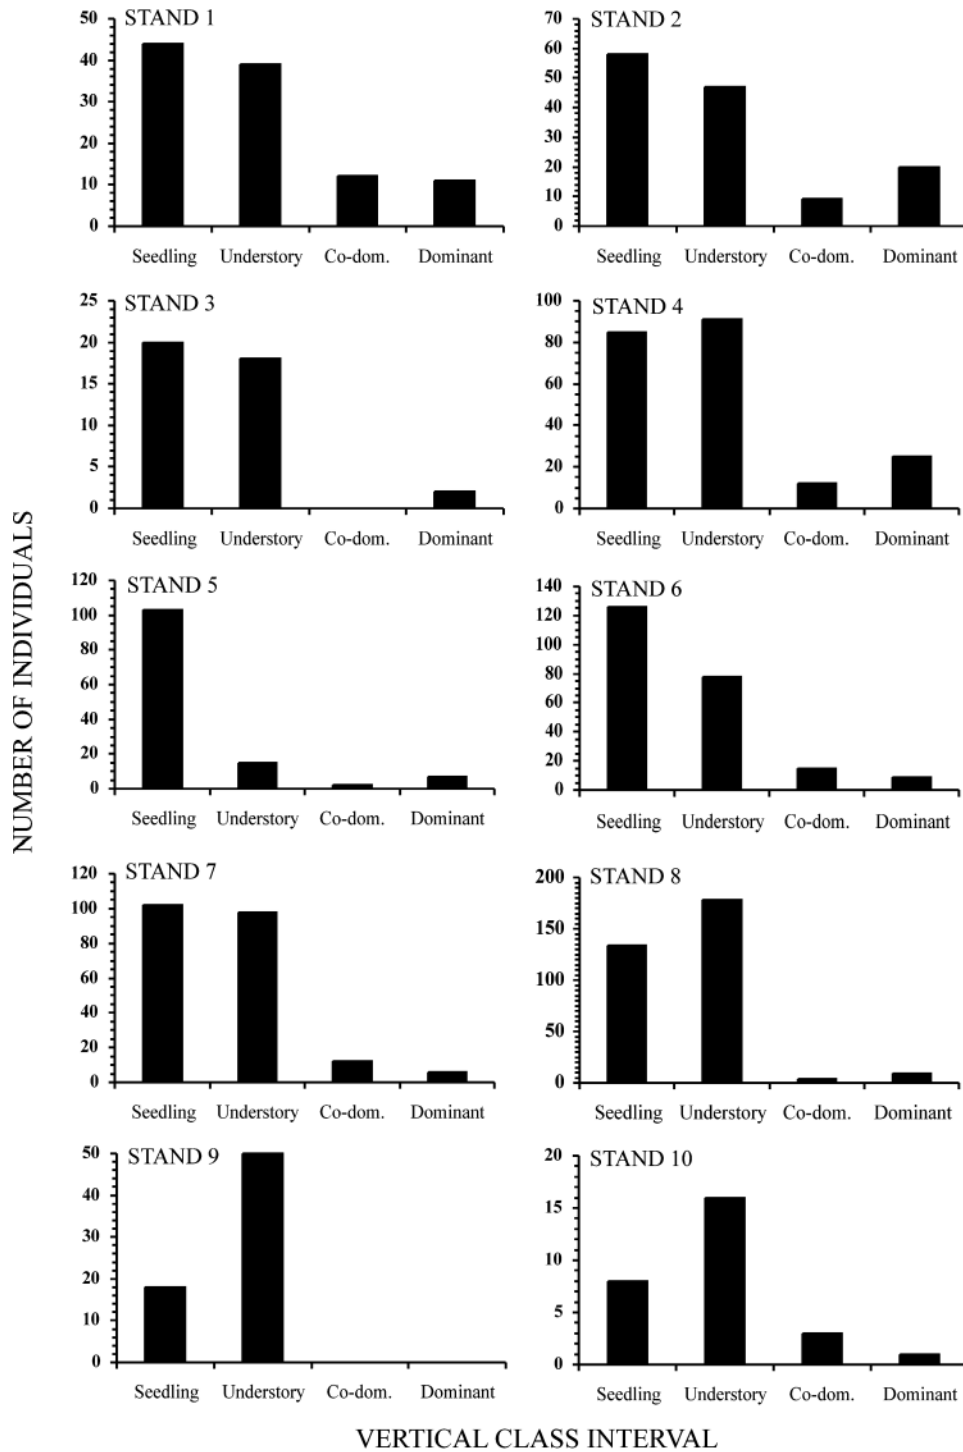 STAND 1
50
40
30
20
10
0
Seedling Understory Co-dom. Dominant
STAND 2
70
60
50
40
30
20
10
0
Seedling Understory Co-dom. Dominant
STAND 3
25
20
15
10
5
0
Seedling Understory Co-dom. Dominant
STAND 4
100
80
60
40
20
0
Seedling Understory Co-dom. Dominant
STAND 5
120
100
80
60
40
20
0
Seedling Understory Co-dom. Dominant
STAND 6
140
120
100
80
60
40
20
0
Seedling Understory Co-dom. Dominant
STAND 7
120
100
80
60
40
20
0
Seedling Understory Co-dom. Dominant
STAND 8
200
150
100
50
0
Seedling Understory Co-dom. Dominant
STAND 9
50
40
30
20
10
0
Seedling Understory Co-dom. Dominant
STAND 10
20
15
10
5
0
Seedling Understory Co-dom. Dominant
NUMBER OF INDIVIDUALS
VERTICAL CLASS INTERVAL